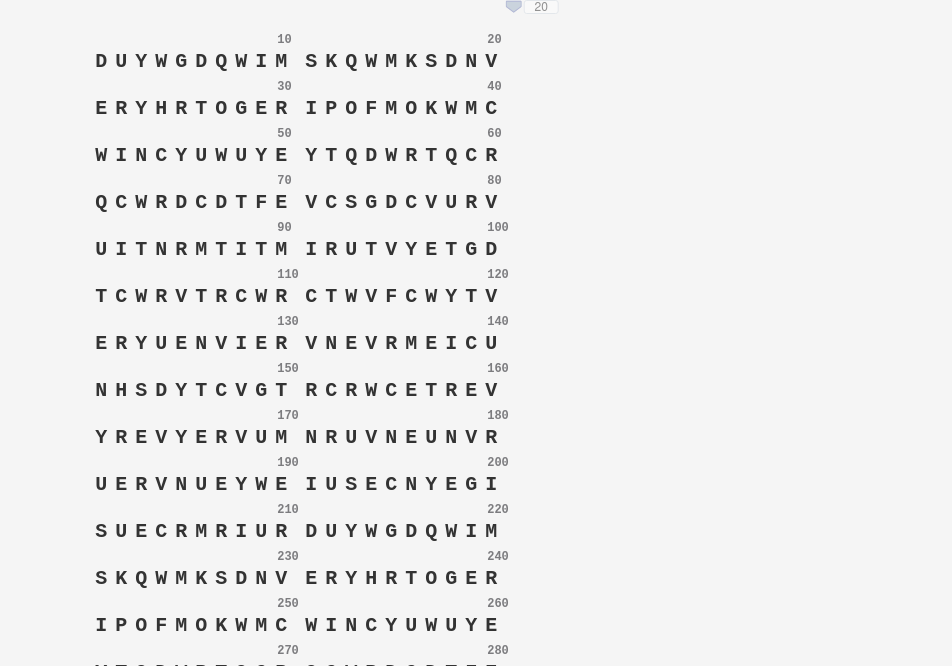 20
10 20
DUYWGDQWIM SKQWMKSDNV
30 40
ERYHRTOGER IPOFMOKWMC
50 60
WINCYUWUYE YTQDWRTQCR
70 80
QCWRDCDTFE VCSGDCVURV
90 100
UITNRMTITM IRUTVYETGD
110 120
TCWRVTRCWR CTWVFCWYTV
130 140
ERYUENVIER VNEVRMEICU
150 160
NHSDYTCVGT RCRWCETREV
170 180
YREVYERVUM NRUVNEUNVR
190 200
UERVNUEYWE IUSECNYEGI
210 220
SUECRMRIUR DUYWGDQWIM
230 240
SKQWMKSDNV ERYHRTOGER
250 260
IPOFMOKWMC WINCYUWUYE
270 280